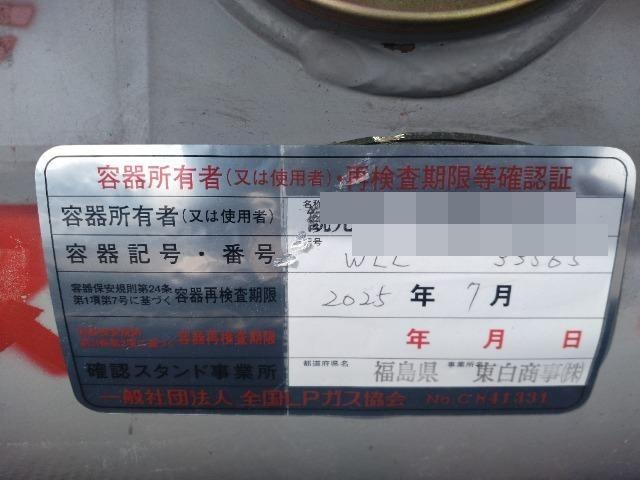 容器所有者(又は使用者)・再検査期限等確認証
容器所有者(又は使用者) 名称
容器記号・番号 記号 WLL
容器保安規則第24条
第1項第7号に基づく 容器再検査期限 2025 年 7 月
容器再検査期限 年 月 日
確認スタンド事業所 都道府県名 福島県 事業所名 東白商事㈱
一般社団法人 全国LPガス協会 No.CH41331